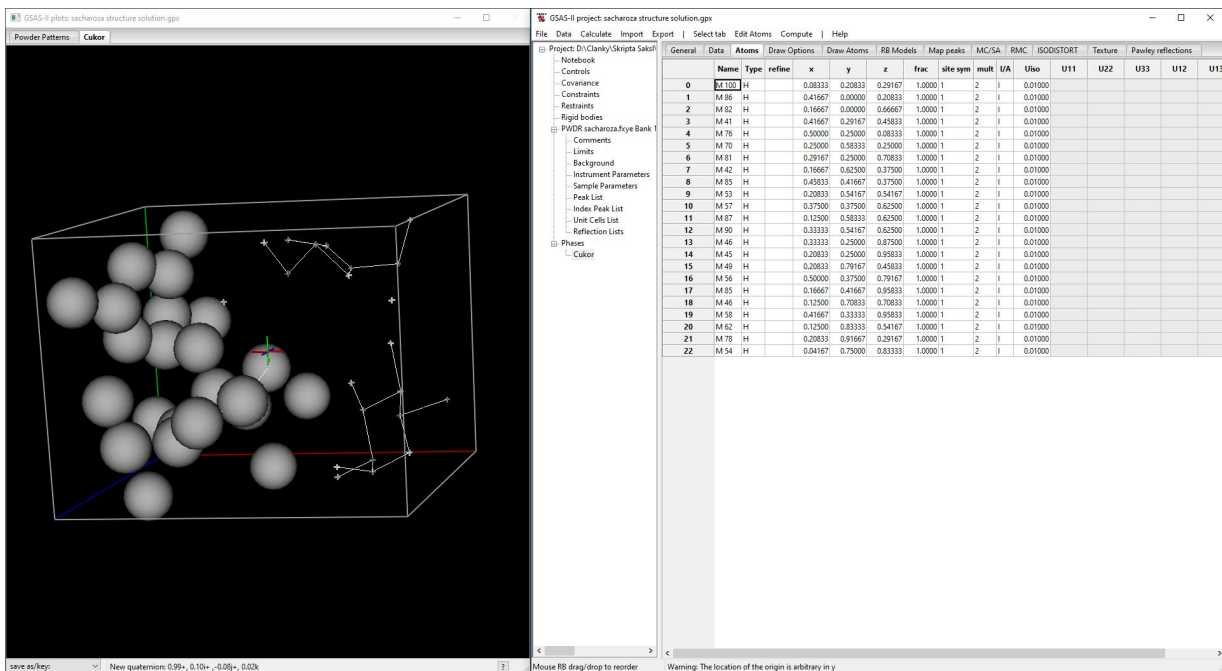 GSAS-II plots: sacharoza structure solution.gpx
Powder Patterns Cukor
save as/key: New quaternion: 0.99+, 0.10i+ ,-0.08j+, 0.02k ?
GSAS-II project: sacharoza structure solution.gpx
File Data Calculate Import Export | Select tab Edit Atoms Compute | Help
Project: D:\Clanky\Skripta Saksl\
Notebook
Controls
Covariance
Constraints
Restraints
Rigid bodies
PWDR sacharoza.fxye Bank 1
Comments
Limits
Background
Instrument Parameters
Sample Parameters
Peak List
Index Peak List
Unit Cells List
Reflection Lists
Phases
Cukor
General Data Atoms Draw Options Draw Atoms RB Models Map peaks MC/SA RMC ISODISTORT Texture Pawley reflections
Name Type refine x y z frac site sym mult I/A Uiso U11 U22 U33 U12 U13
0 M 100 H 0.08333 0.20833 0.29167 1.0000 1 2 I 0.01000
1 M 86 H 0.41667 0.00000 0.20833 1.0000 1 2 I 0.01000
2 M 82 H 0.16667 0.00000 0.66667 1.0000 1 2 I 0.01000
3 M 41 H 0.41667 0.29167 0.45833 1.0000 1 2 I 0.01000
4 M 76 H 0.50000 0.25000 0.08333 1.0000 1 2 I 0.01000
5 M 70 H 0.25000 0.58333 0.25000 1.0000 1 2 I 0.01000
6 M 81 H 0.29167 0.25000 0.70833 1.0000 1 2 I 0.01000
7 M 42 H 0.16667 0.62500 0.37500 1.0000 1 2 I 0.01000
8 M 85 H 0.45833 0.41667 0.37500 1.0000 1 2 I 0.01000
9 M 53 H 0.20833 0.54167 0.54167 1.0000 1 2 I 0.01000
10 M 57 H 0.37500 0.37500 0.62500 1.0000 1 2 I 0.01000
11 M 87 H 0.12500 0.58333 0.62500 1.0000 1 2 I 0.01000
12 M 90 H 0.33333 0.54167 0.62500 1.0000 1 2 I 0.01000
13 M 46 H 0.33333 0.25000 0.87500 1.0000 1 2 I 0.01000
14 M 45 H 0.20833 0.25000 0.95833 1.0000 1 2 I 0.01000
15 M 49 H 0.20833 0.79167 0.45833 1.0000 1 2 I 0.01000
16 M 56 H 0.50000 0.37500 0.79167 1.0000 1 2 I 0.01000
17 M 85 H 0.16667 0.41667 0.95833 1.0000 1 2 I 0.01000
18 M 46 H 0.12500 0.70833 0.70833 1.0000 1 2 I 0.01000
19 M 58 H 0.41667 0.33333 0.95833 1.0000 1 2 I 0.01000
20 M 62 H 0.12500 0.83333 0.54167 1.0000 1 2 I 0.01000
21 M 78 H 0.20833 0.91667 0.29167 1.0000 1 2 I 0.01000
22 M 54 H 0.04167 0.75000 0.83333 1.0000 1 2 I 0.01000
Mouse RB drag/drop to reorder Warning: The location of the origin is arbitrary in y